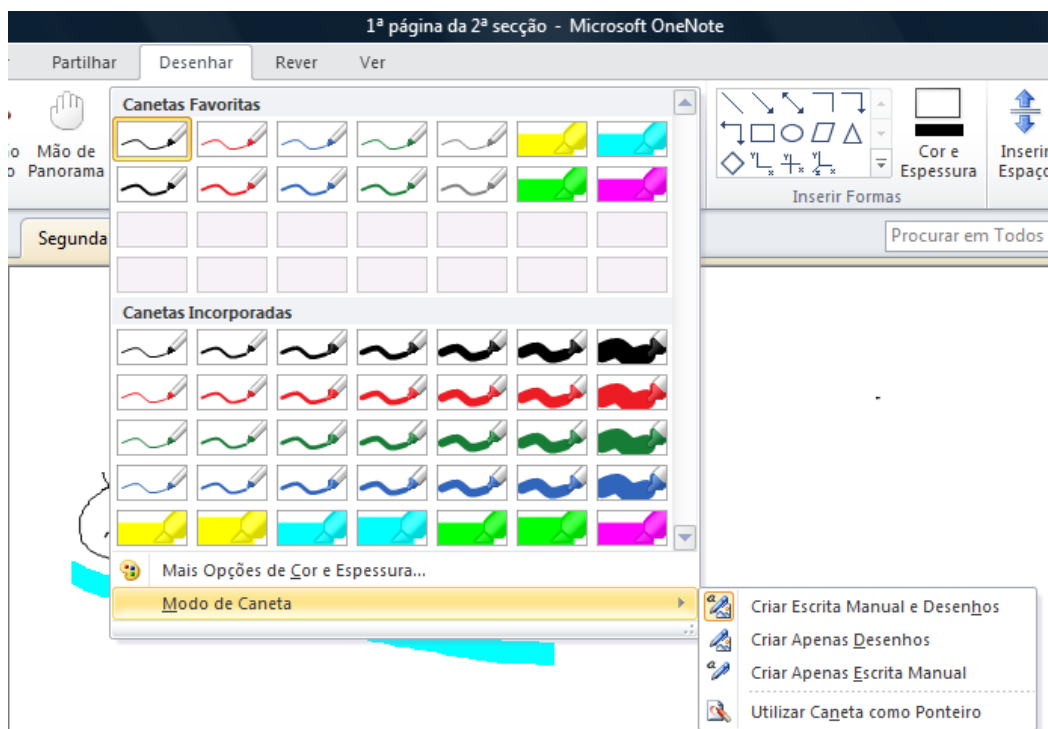 1ª página da 2ª secção - Microsoft OneNote
Partilhar Desenhar Rever Ver
Canetas Favoritas
Mão de Panorama
Cor e Espessura
Inserir Espaço
Inserir Formas
Segunda
Procurar em Todos
Canetas Incorporadas
Mais Opções de Cor e Espessura...
Modo de Caneta
Criar Escrita Manual e Desenhos
Criar Apenas Desenhos
Criar Apenas Escrita Manual
Utilizar Caneta como Ponteiro